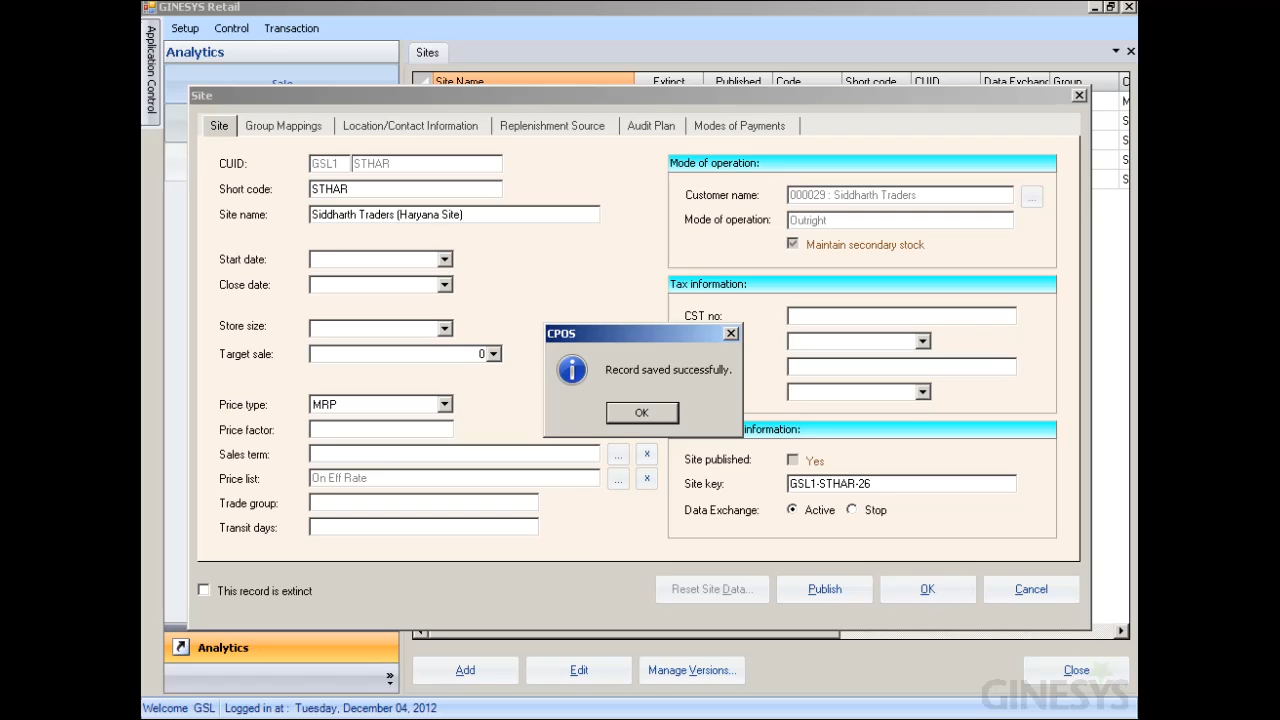 GINESYS Retail
Application Control
Setup Control Transaction
Analytics
Sites
Sale
Site Name Extinct Published Code Short code CUID Data Exchang Group
Site
Site Group Mappings Location/Contact Information Replenishment Source Audit Plan Modes of Payments
CUID: GSL1 STHAR
Short code: STHAR
Site name: Siddharth Traders (Haryana Site)
Start date:
Close date:
Store size:
Target sale: 0
Price type: MRP
Price factor:
Sales term: ... x
Price list: On Eff Rate ... x
Trade group:
Transit days:
Mode of operation:
Customer name: 000029 : Siddharth Traders ...
Mode of operation: Outright
Maintain secondary stock
Tax information:
CST no:
information:
Site published: Yes
Site key: GSL1-STHAR-26
Data Exchange: Active Stop
CPOS
Record saved successfully.
OK
This record is extinct
Reset Site Data... Publish OK Cancel
Analytics
»
Add Edit Manage Versions... Close
GINESYS
Welcome GSL Logged in at : Tuesday, December 04, 2012